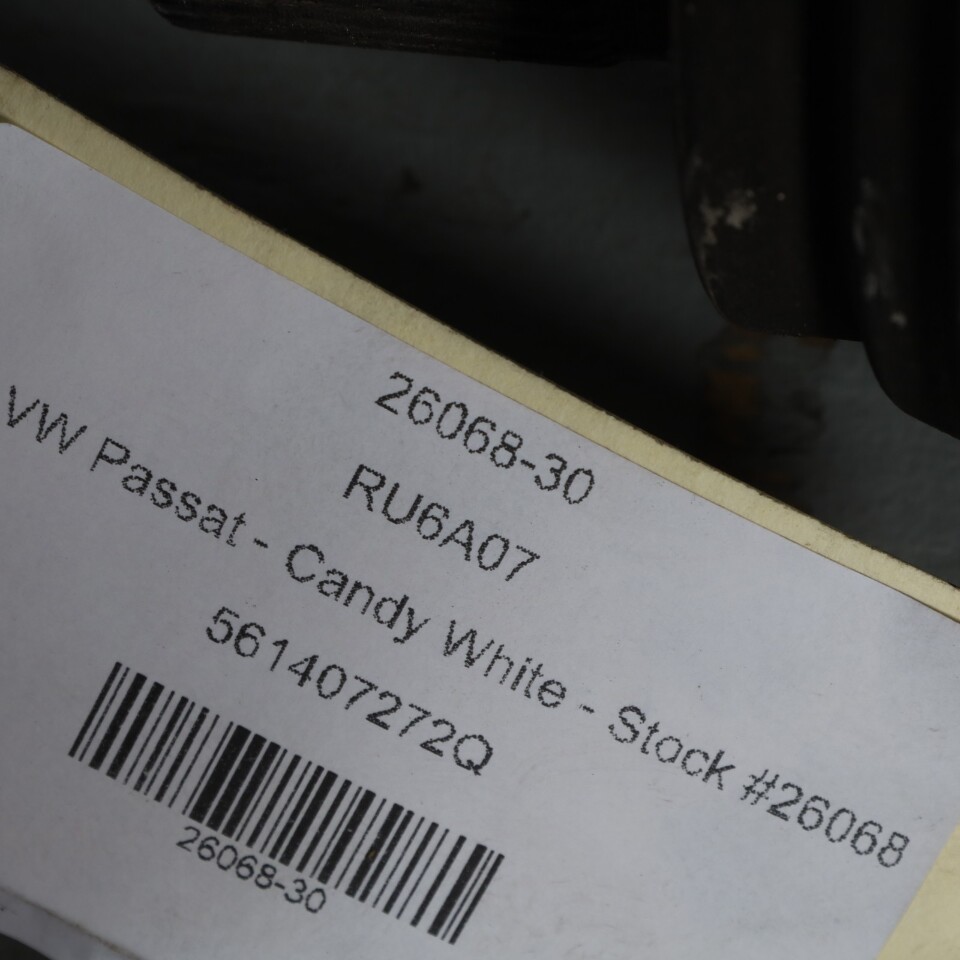 26068-30
RU6A07
VW Passat - Candy White - Stock #26068
561407272Q
26068-30